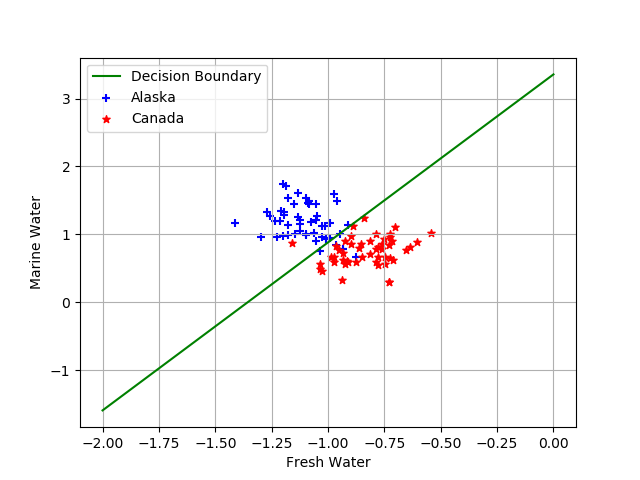 Decision Boundary
Alaska
Canada
3
2
1
0
−1
Marine Water
−2.00 −1.75 −1.50 −1.25 −1.00 −0.75 −0.50 −0.25 0.00
Fresh Water